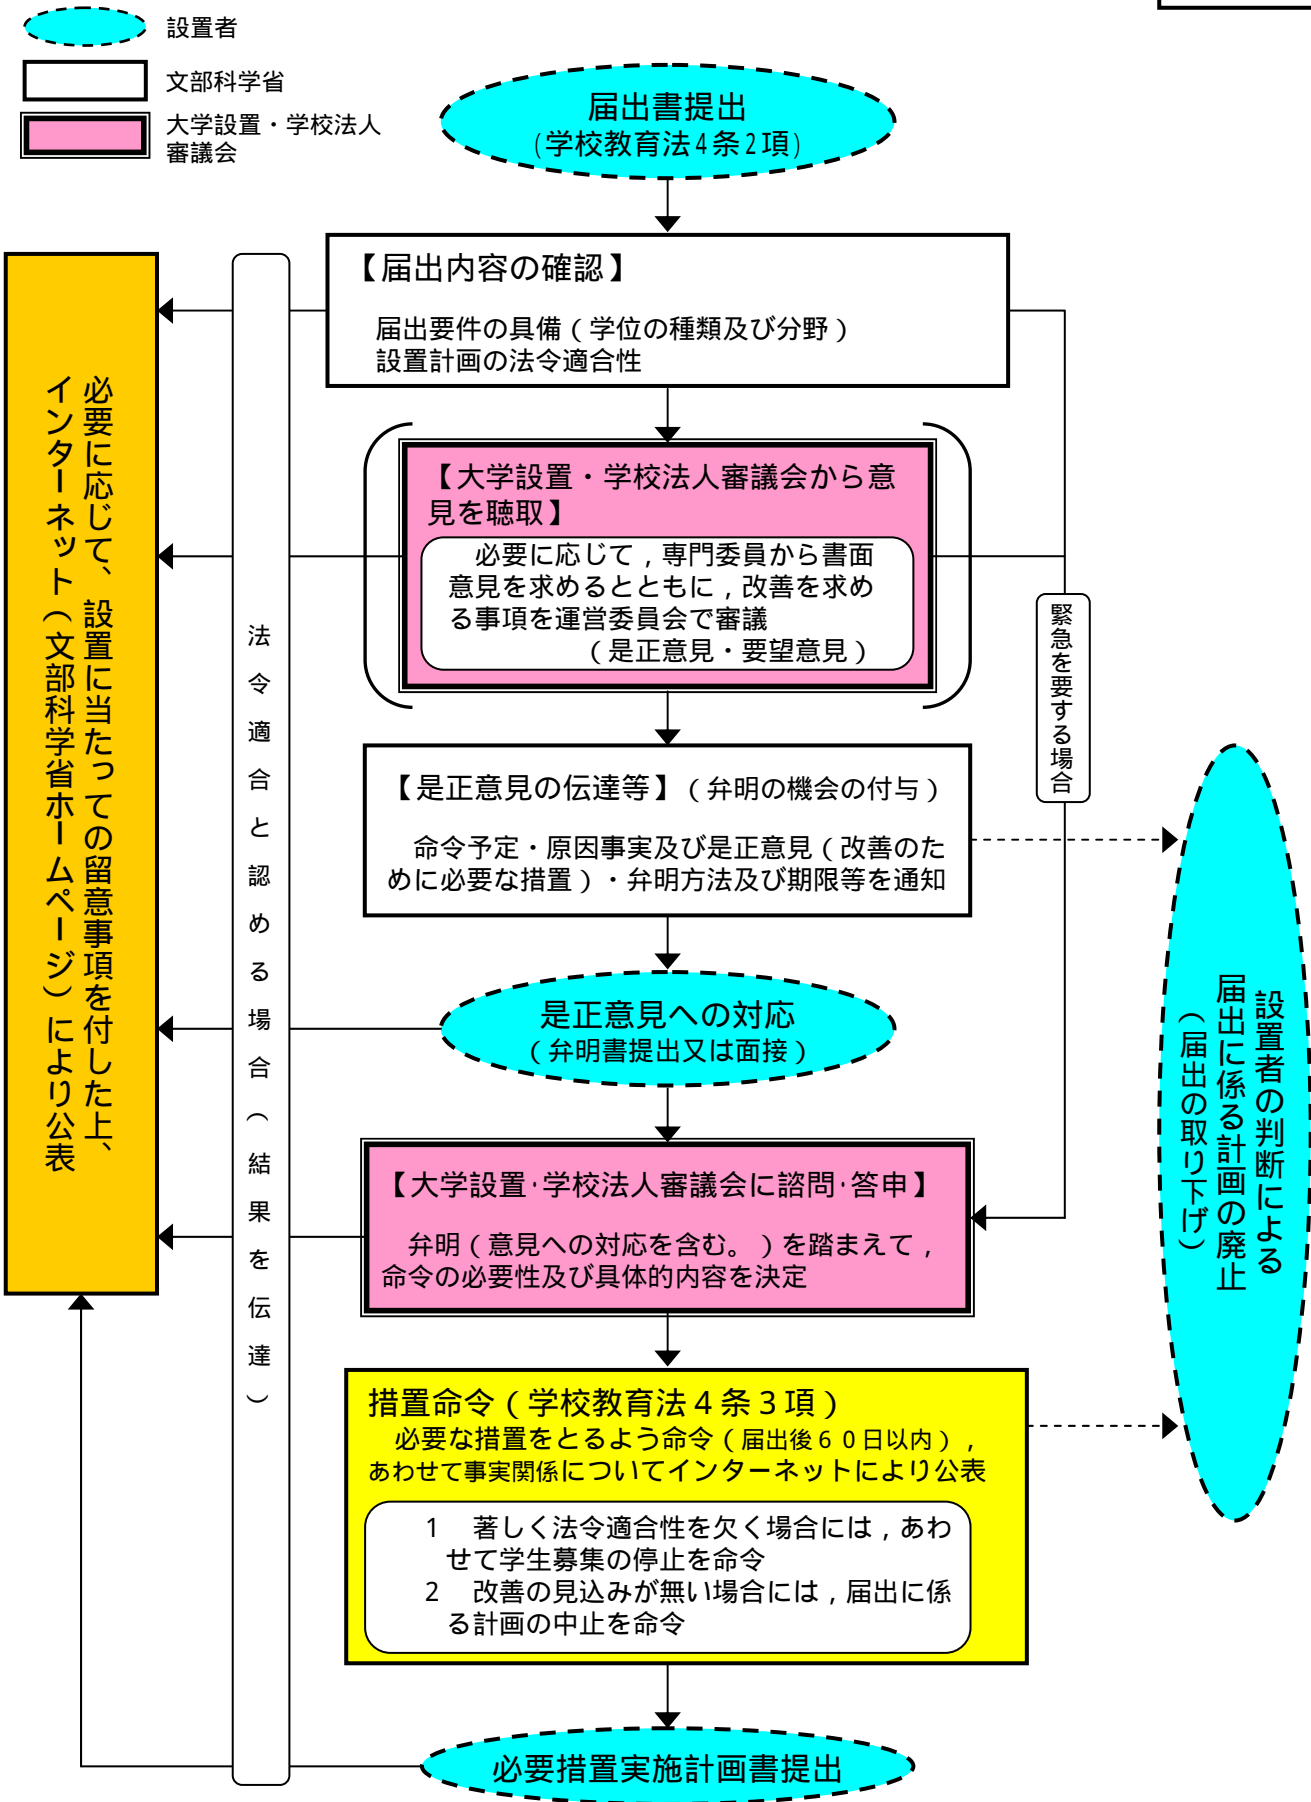 設置者
文部科学省
大学設置・学校法人
審議会
届出書提出
(学校教育法4条2項)
【届出内容の確認】
届出要件の具備(学位の種類及び分野)
設置計画の法令適合性
【大学設置・学校法人審議会から意
見を聴取】
必要に応じて,専門委員から書面
意見を求めるとともに,改善を求め
る事項を運営委員会で審議
(是正意見・要望意見)
緊急を要する場合
【是正意見の伝達等】(弁明の機会の付与)
命令予定・原因事実及び是正意見(改善のた
めに必要な措置)・弁明方法及び期限等を通知
是正意見への対応
(弁明書提出又は面接)
【大学設置・学校法人審議会に諮問・答申】
弁明(意見への対応を含む。)を踏まえて,
命令の必要性及び具体的内容を決定
措置命令(学校教育法4条3項)
必要な措置をとるよう命令(届出後60日以内),
あわせて事実関係についてインターネットにより公表
1 著しく法令適合性を欠く場合には,あわ
せて学生募集の停止を命令
2 改善の見込みが無い場合には,届出に係
る計画の中止を命令
必要措置実施計画書提出
法令適合と認める場合(結果を伝達)
必要に応じて、設置に当たっての留意事項を付した上、
インターネット(文部科学省ホームページ)により公表
設置者の判断による
届出に係る計画の廃止
(届出の取り下げ)